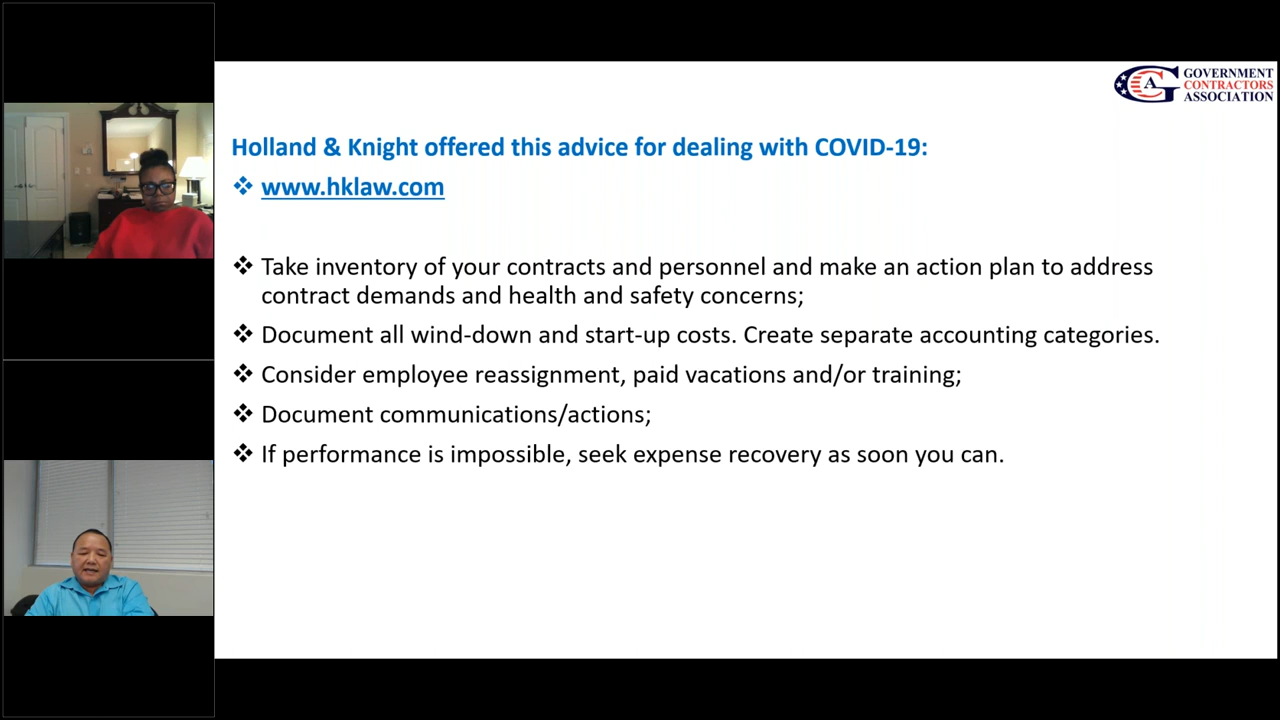 GOVERNMENT
CONTRACTORS
ASSOCIATION
Holland & Knight offered this advice for dealing with COVID-19:
❖ www.hklaw.com
❖ Take inventory of your contracts and personnel and make an action plan to address
contract demands and health and safety concerns;
❖ Document all wind-down and start-up costs. Create separate accounting categories.
❖ Consider employee reassignment, paid vacations and/or training;
❖ Document communications/actions;
❖ If performance is impossible, seek expense recovery as soon you can.